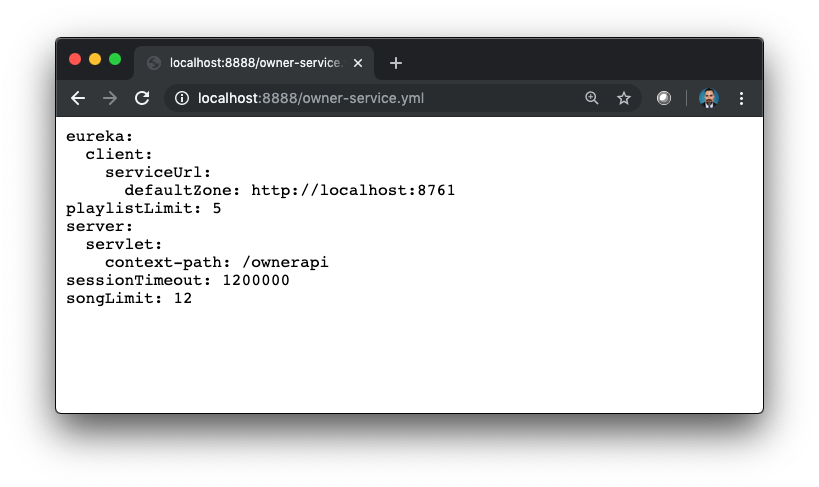 localhost:8888/owner-service.
localhost:8888/owner-service.yml
eureka:
  client:
    serviceUrl:
      defaultZone: http://localhost:8761
playlistLimit: 5
server:
  servlet:
    context-path: /ownerapi
sessionTimeout: 1200000
songLimit: 12